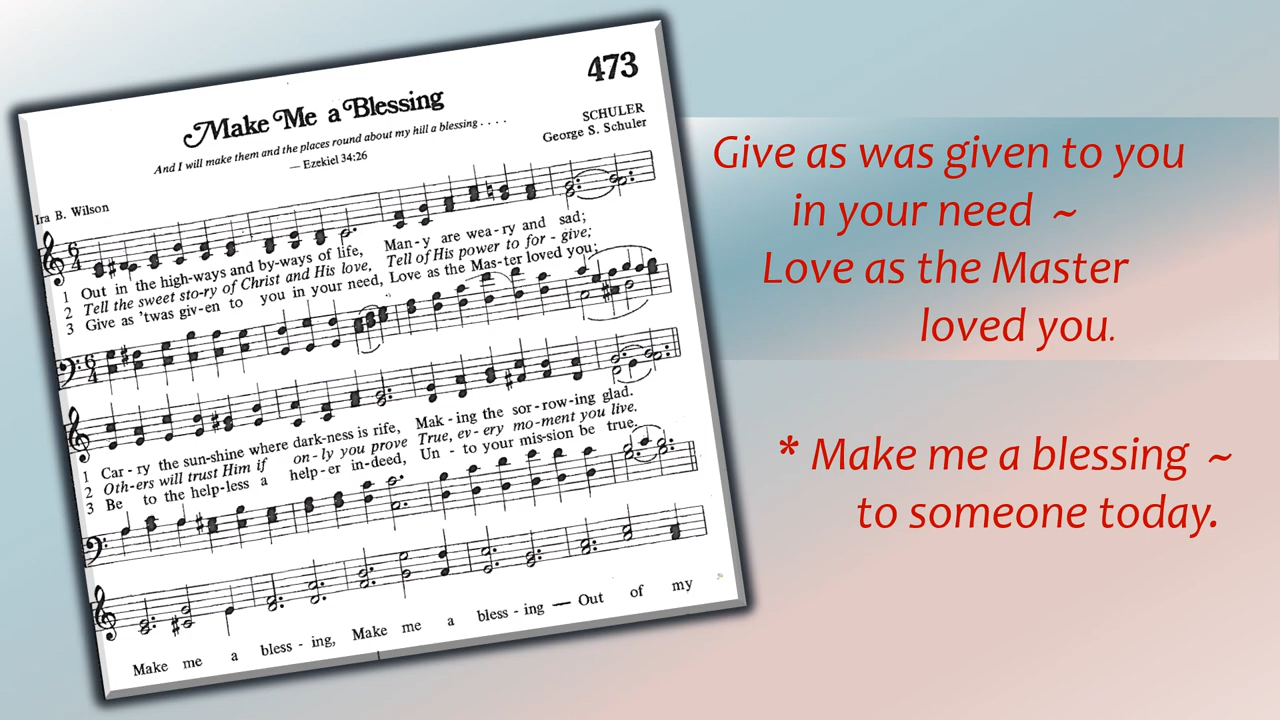 473
Make Me a Blessing
And I will make them and the places round about my hill a blessing . . . .
— Ezekiel 34:26
SCHULER
George S. Schuler
Ira B. Wilson
6
4
1 Out in the high-ways and by-ways of life, Man-y are wea-ry and sad;
2 Tell the sweet sto-ry of Christ and His love, Tell of His power to for-give;
3 Give as 'twas giv-en to you in your need, Love as the Mas-ter loved you;
6
4
1 Car-ry the sun-shine where dark-ness is rife, Mak-ing the sor-row-ing glad.
2 Oth-ers will trust Him if on-ly you prove True, ev-ery mo-ment you live.
3 Be to the help-less a help-er in-deed, Un-to your mis-sion be true.
Make me a bless-ing, Make me a bless-ing — Out of my
Give as was given to you
in your need ~
Love as the Master
loved you.
* Make me a blessing ~
to someone today.